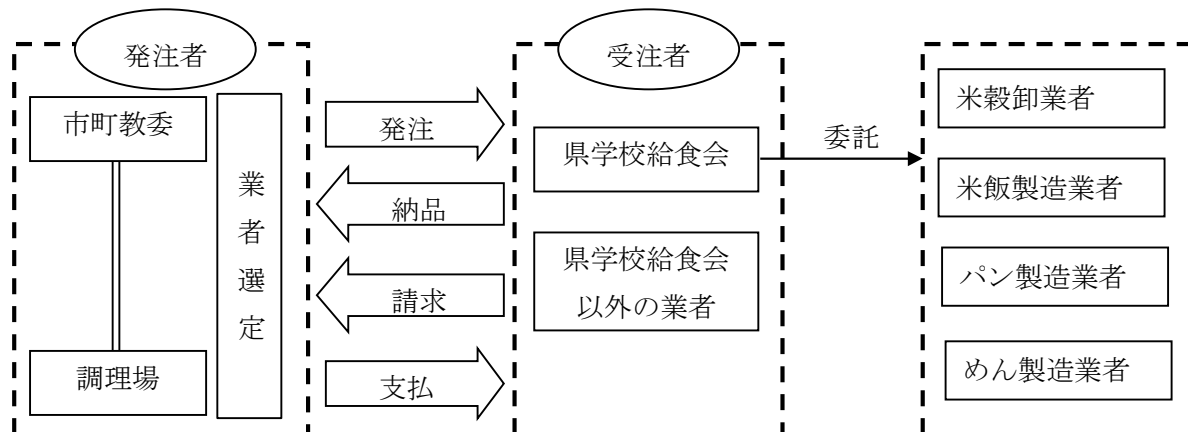 発注者
市町教委
調理場
業者選定
発注
納品
請求
支払
受注者
県学校給食会
県学校給食会
以外の業者
委託
米穀卸業者
米飯製造業者
パン製造業者
めん製造業者